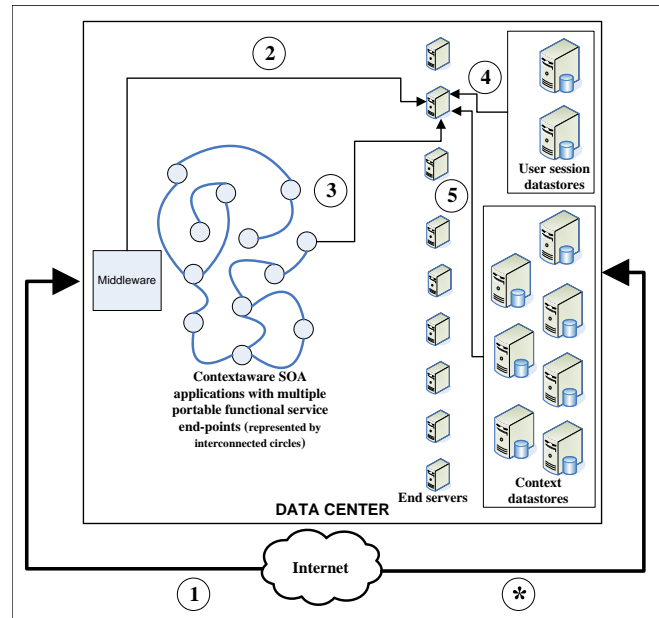 2
4
User session
datastores
3
5
Middleware
Contextaware SOA
applications with multiple
portable functional service
end-points (represented by
interconnected circles)
End servers
Context
datastores
DATA CENTER
Internet
1
*